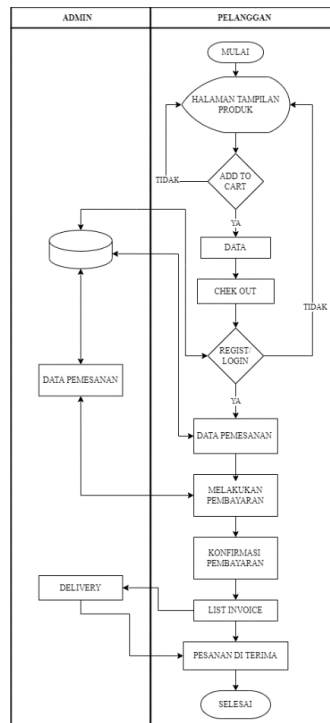 ADMIN
PELANGGAN
MULAI
HALAMAN TAMPILAN
PRODUK
TIDAK
ADD TO
CART
YA
DATA
CHEK OUT
TIDAK
REGIST/
LOGIN
DATA PEMESANAN
YA
DATA PEMESANAN
MELAKUKAN
PEMBAYARAN
KONFIRMASI
PEMBAYARAN
DELIVERY
LIST INVOICE
PESANAN DI TERIMA
SELESAI